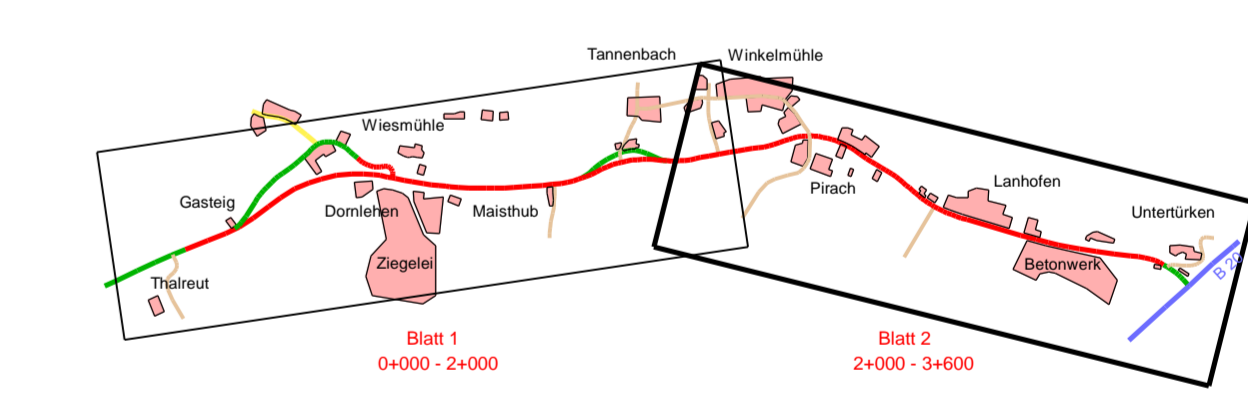 Tannenbach
Winkelmühle
Wiesmühle
Gasteig
Dornlehen
Maisthub
Pirach
Lanhofen
Untertürken
Ziegelei
Betonwerk
B 20
Thalreut
Blatt 1
0+000 - 2+000
Blatt 2
2+000 - 3+600